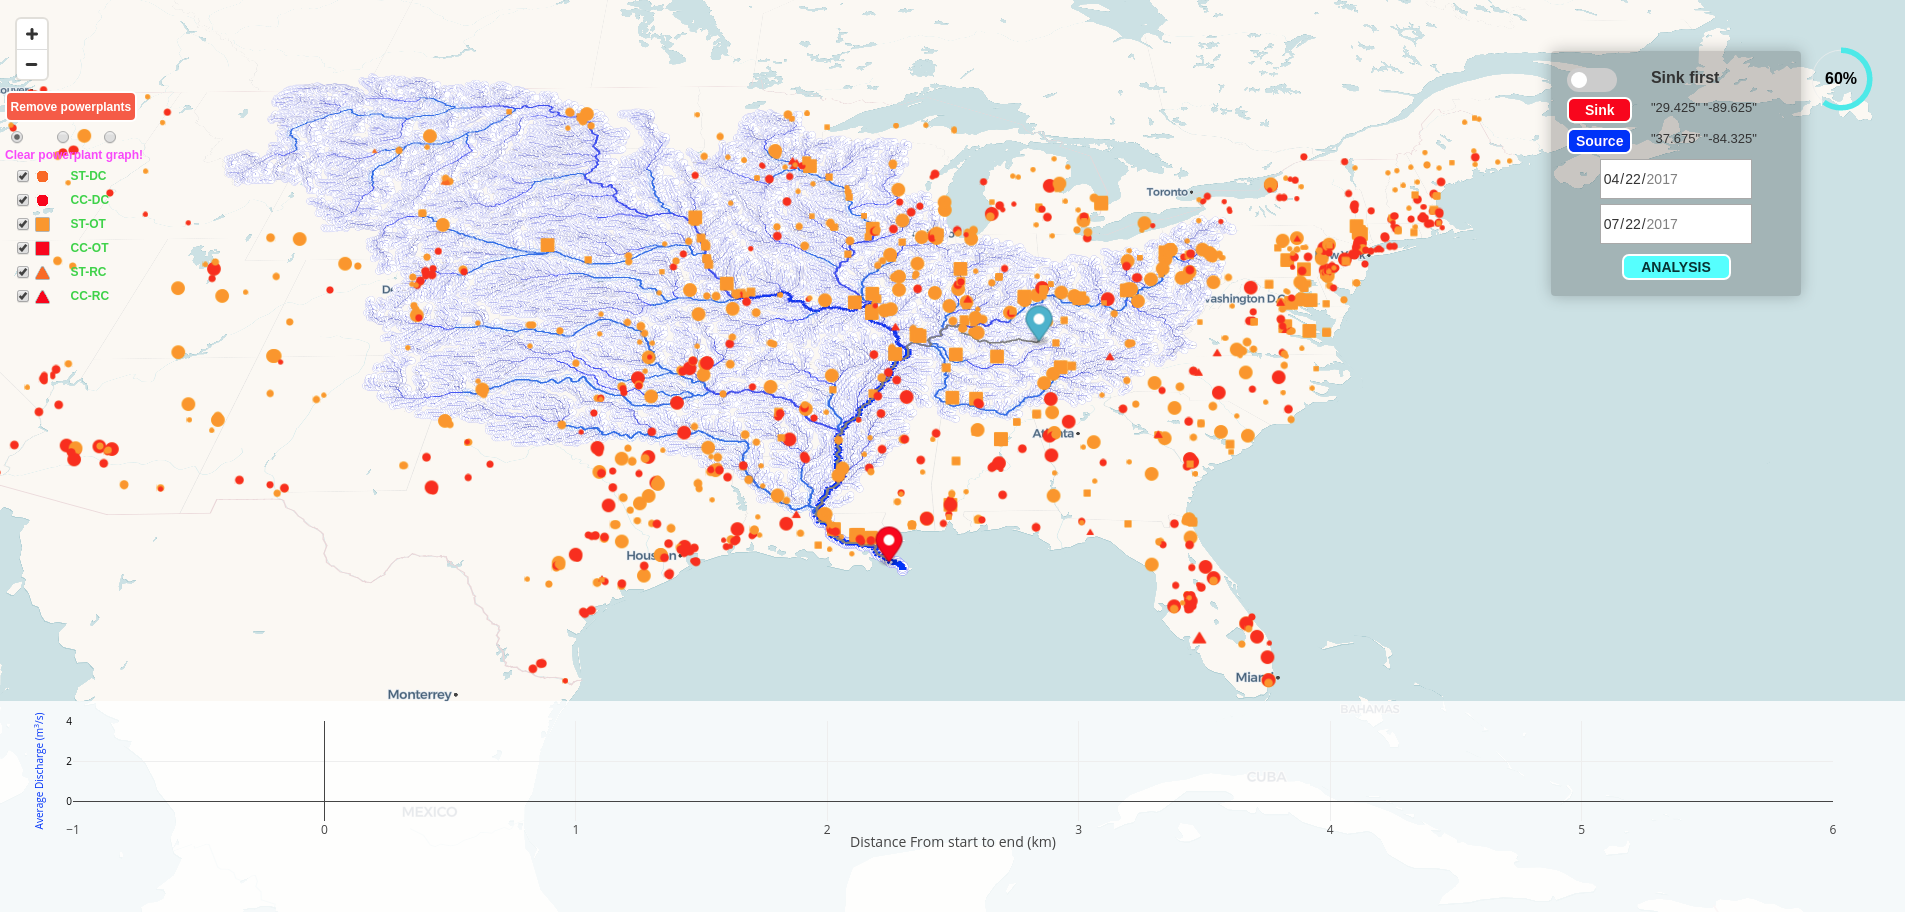 +
−
Remove powerplants
Clear powerplant graph!
ST-DC
CC-DC
ST-OT
CC-OT
ST-RC
CC-RC
Toronto
Washington D.C
Atlanta
Houston
Miami
Monterrey
Sink first
Sink
"29.425" "-89.625"
Source
"37.675" "-84.325"
04/22/2017
07/22/2017
ANALYSIS
60%
BAHAMAS
CUBA
MEXICO
Average Discharge (m³/s)
4
2
0
−1
0
1
2
3
4
5
6
Distance From start to end (km)